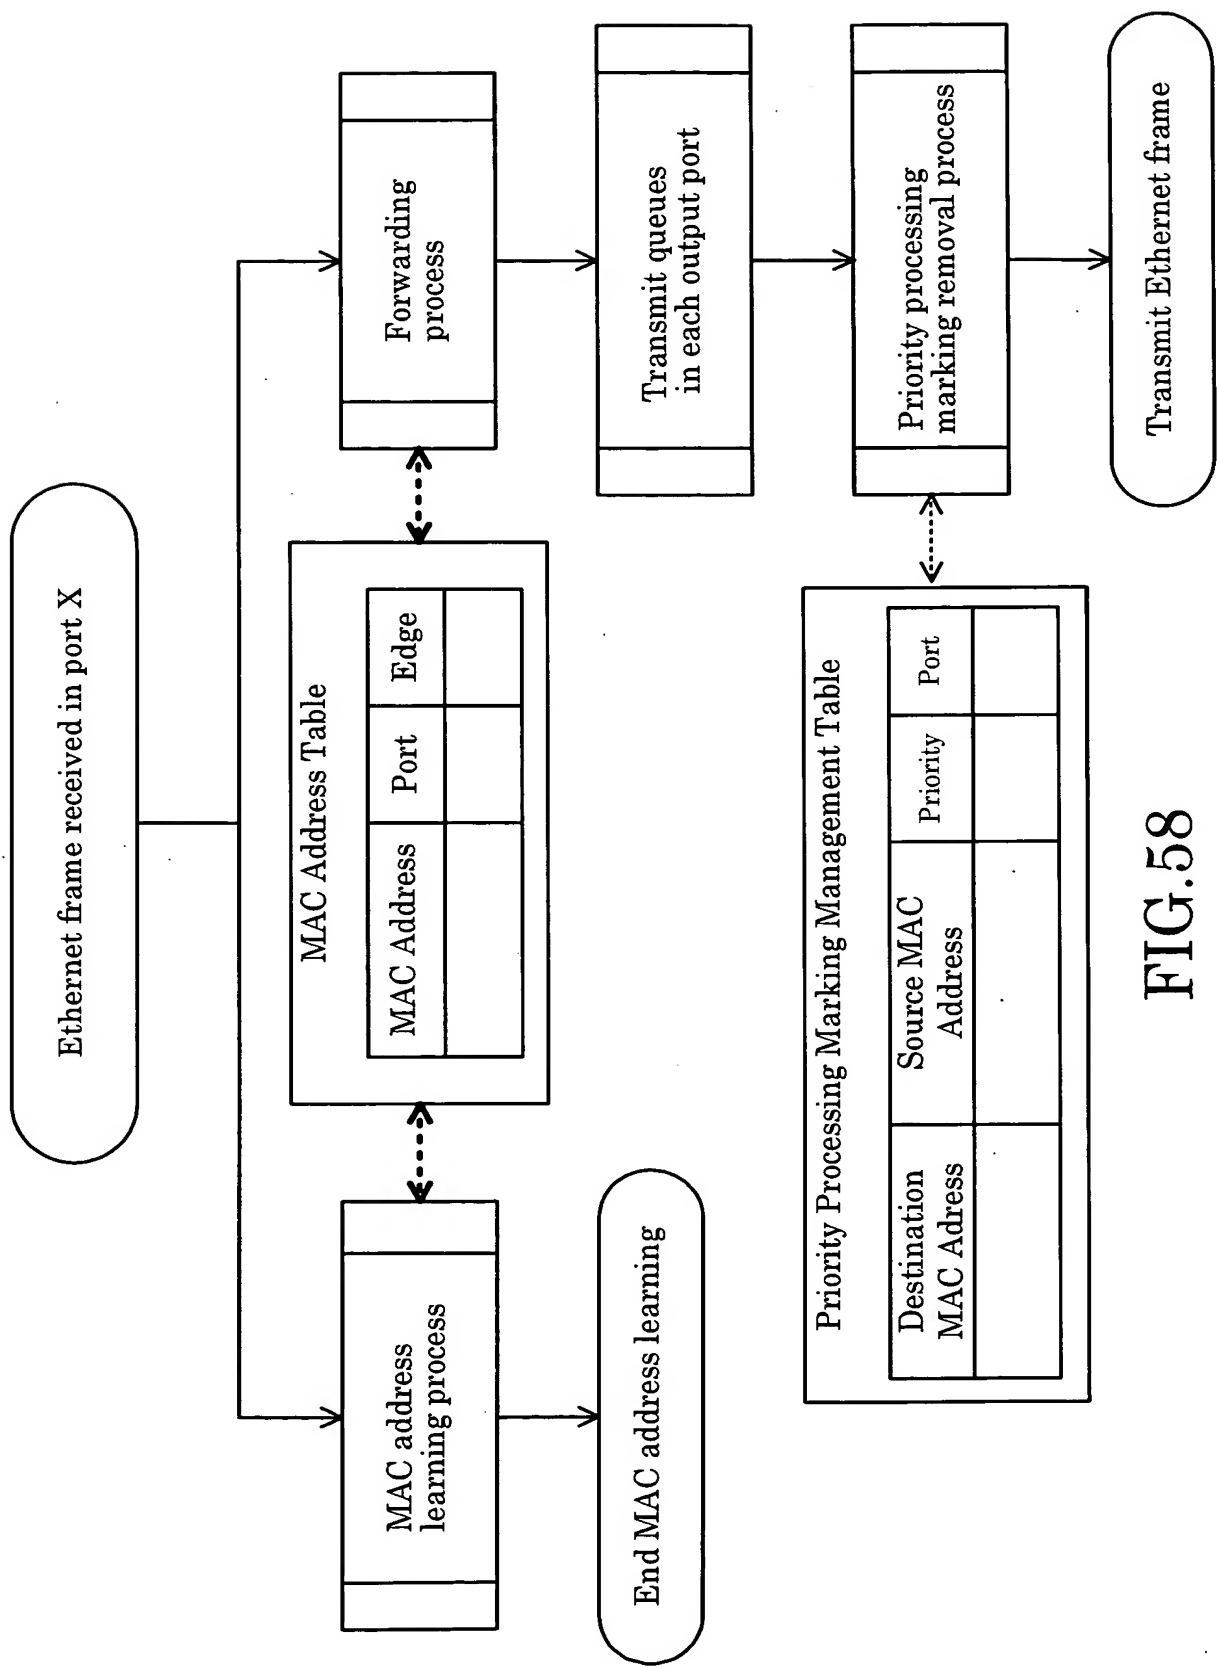 Ethernet frame received in port X
MAC address
learning process
MAC Address Table
MAC Address
Port
Edge
Forwarding
process
End MAC address learning
Transmit queues
in each output port
Priority Processing Marking Management Table
Destination
MAC Adress
Source MAC
Address
Priority
Port
Priority processing
marking removal process
Transmit Ethernet frame
FIG.58